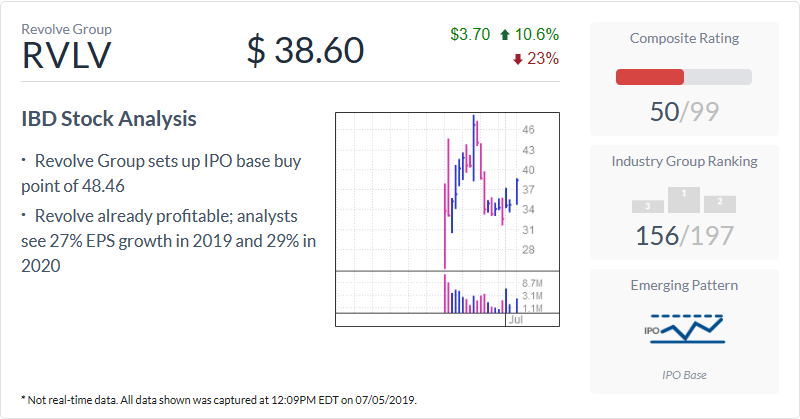 Revolve Group
RVLV
$ 38.60
$3.70 10.6%
23%
IBD Stock Analysis
· Revolve Group sets up IPO base buy
point of 48.46
· Revolve already profitable; analysts
see 27% EPS growth in 2019 and 29% in
2020
46
43
40
37
34
31
28
8.7M
3.1M
1.1M
Jul
* Not real-time data. All data shown was captured at 12:09PM EDT on 07/05/2019.
Composite Rating
50/99
Industry Group Ranking
3 1 2
156/197
Emerging Pattern
IPO
IPO Base